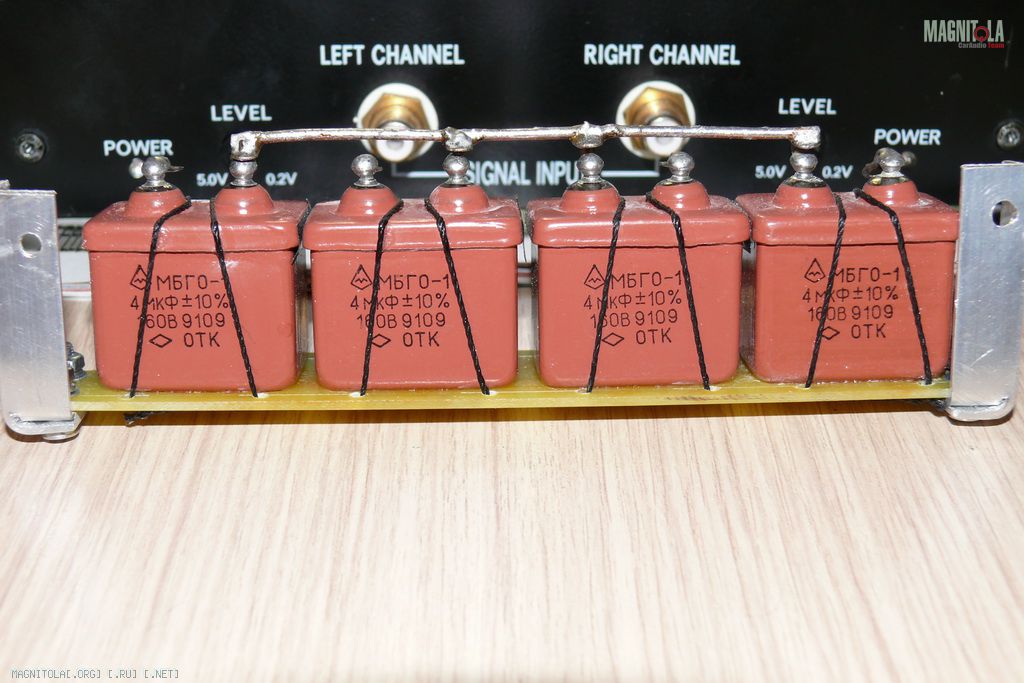 MAGNITOLA
CarAudio Team
LEFT CHANNEL
RIGHT CHANNEL
LEVEL
LEVEL
POWER
POWER
5.0V
0.2V
SIGNAL INPU
5.0V
0.2V
МБГО-1
4 мкФ ±10%
160В 9109
ОТК
МБГО-1
4 мкФ ±10%
160В 9109
ОТК
МБГО-1
4 мкФ ±10%
160В 9109
ОТК
МБГО-1
4 мкФ ±10%
160В 9109
ОТК
MAGNITOLA[.ORG] [.RU] [.NET]